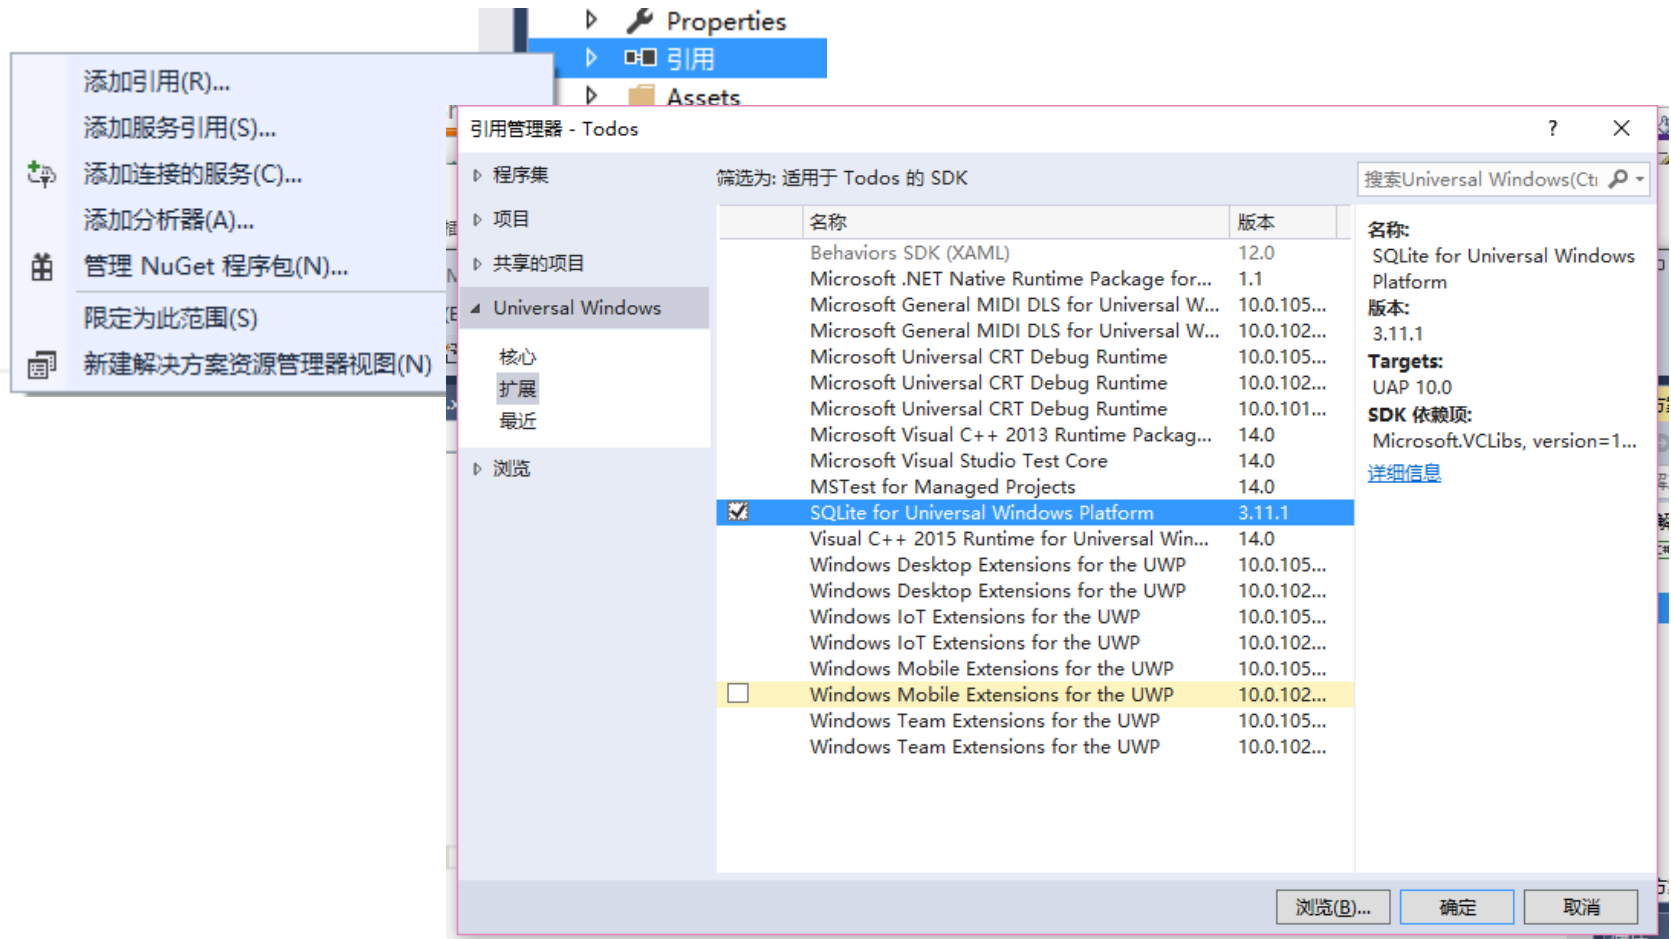 Properties
引用
Assets
添加引用(R)...
添加服务引用(S)...
添加连接的服务(C)...
添加分析器(A)...
管理 NuGet 程序包(N)...
限定为此范围(S)
新建解决方案资源管理器视图(N)
引用管理器 - Todos
?
程序集
项目
共享的项目
Universal Windows
核心
扩展
最近
浏览
筛选为: 适用于 Todos 的 SDK
搜索Universal Windows(Ct
名称 版本
Behaviors SDK (XAML) 12.0
Microsoft .NET Native Runtime Package for... 1.1
Microsoft General MIDI DLS for Universal W... 10.0.105...
Microsoft General MIDI DLS for Universal W... 10.0.102...
Microsoft Universal CRT Debug Runtime 10.0.105...
Microsoft Universal CRT Debug Runtime 10.0.102...
Microsoft Universal CRT Debug Runtime 10.0.101...
Microsoft Visual C++ 2013 Runtime Packag... 14.0
Microsoft Visual Studio Test Core 14.0
MSTest for Managed Projects 14.0
SQLite for Universal Windows Platform 3.11.1
Visual C++ 2015 Runtime for Universal Win... 14.0
Windows Desktop Extensions for the UWP 10.0.105...
Windows Desktop Extensions for the UWP 10.0.102...
Windows IoT Extensions for the UWP 10.0.105...
Windows IoT Extensions for the UWP 10.0.102...
Windows Mobile Extensions for the UWP 10.0.105...
Windows Mobile Extensions for the UWP 10.0.102...
Windows Team Extensions for the UWP 10.0.105...
Windows Team Extensions for the UWP 10.0.102...
名称:
SQLite for Universal Windows
Platform
版本:
3.11.1
Targets:
UAP 10.0
SDK 依赖项:
Microsoft.VCLibs, version=1...
详细信息
浏览(B)... 确定 取消